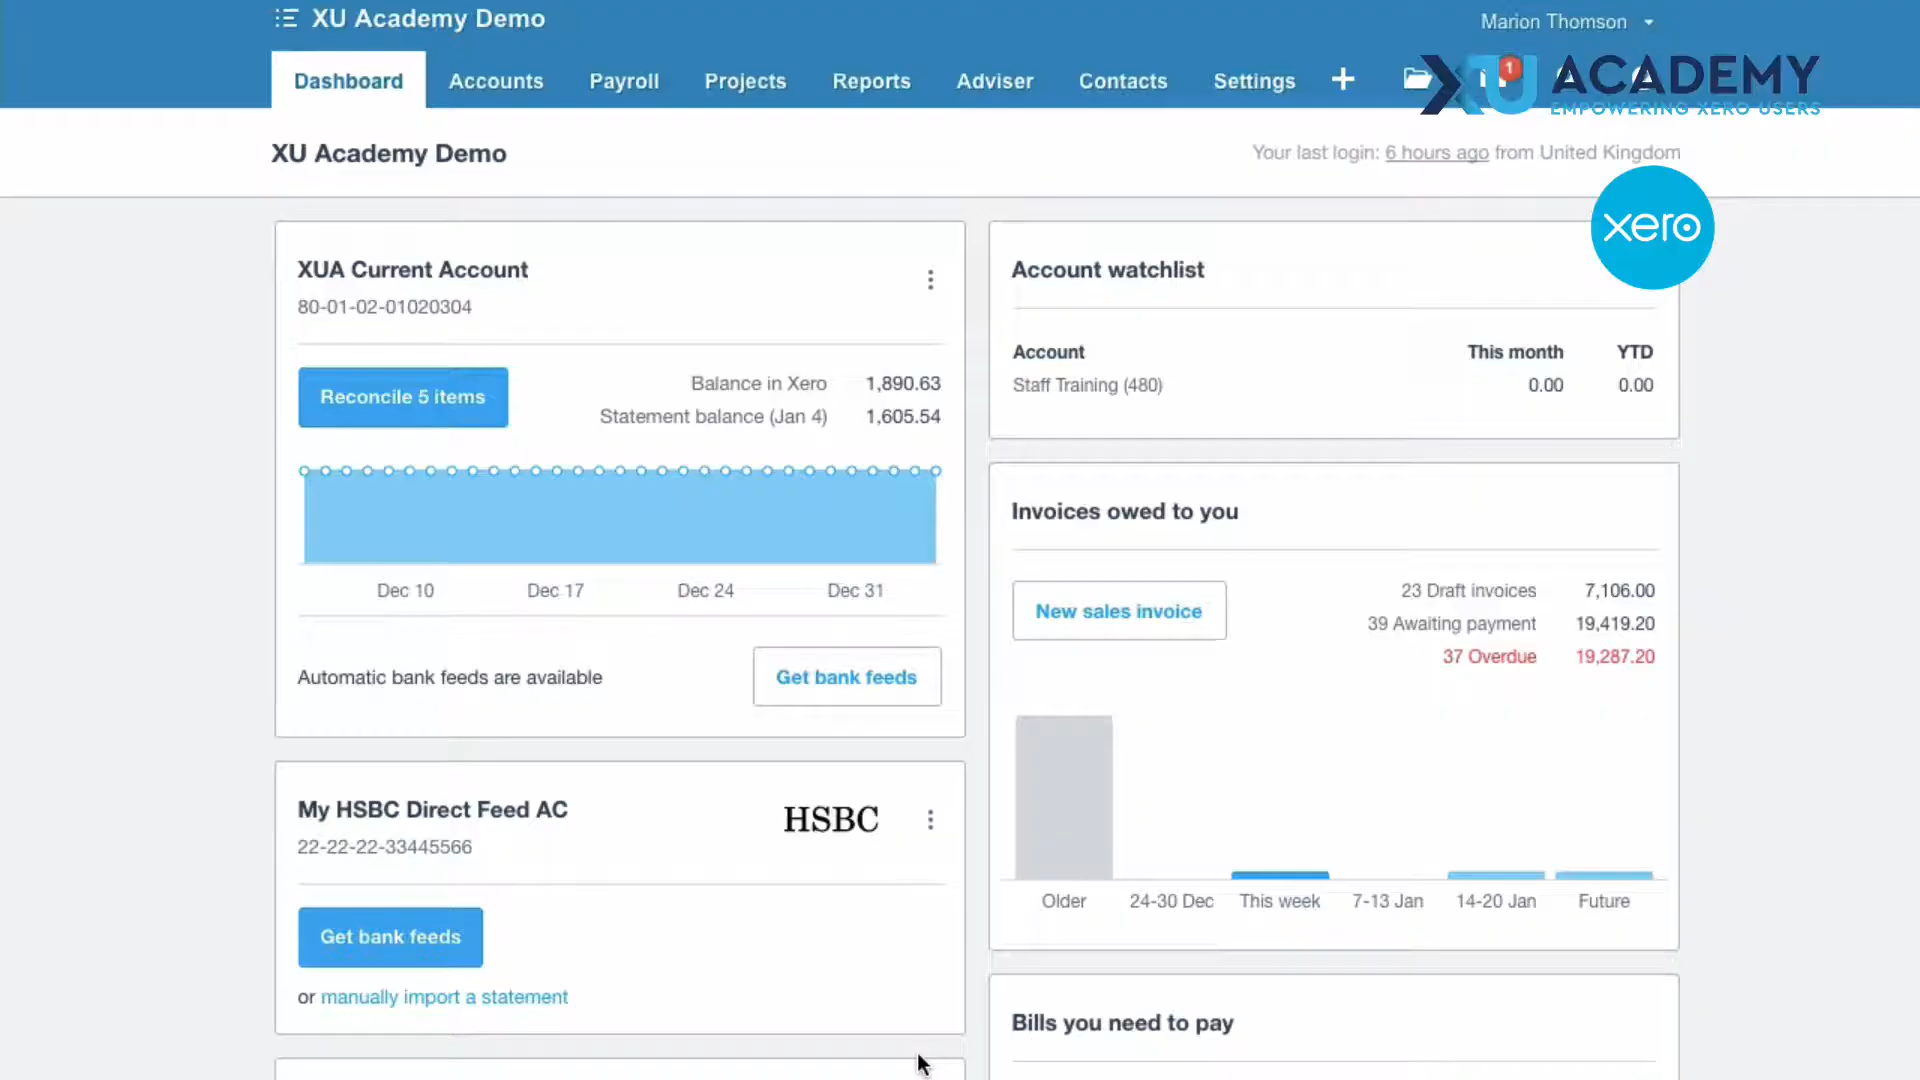 XU Academy Demo
Marion Thomson
Dashboard Accounts Payroll Projects Reports Adviser Contacts Settings
1
XU ACADEMY
EMPOWERING XERO USERS
XU Academy Demo
Your last login: 6 hours ago from United Kingdom
xero
XUA Current Account
80-01-02-01020304
Reconcile 5 items
Balance in Xero 1,890.63
Statement balance (Jan 4) 1,605.54
Dec 10 Dec 17 Dec 24 Dec 31
Automatic bank feeds are available
Get bank feeds
My HSBC Direct Feed AC
HSBC
22-22-22-33445566
Get bank feeds
or manually import a statement
Account watchlist
Account This month YTD
Staff Training (480) 0.00 0.00
Invoices owed to you
New sales invoice
23 Draft invoices 7,106.00
39 Awaiting payment 19,419.20
37 Overdue 19,287.20
Older 24-30 Dec This week 7-13 Jan 14-20 Jan Future
Bills you need to pay